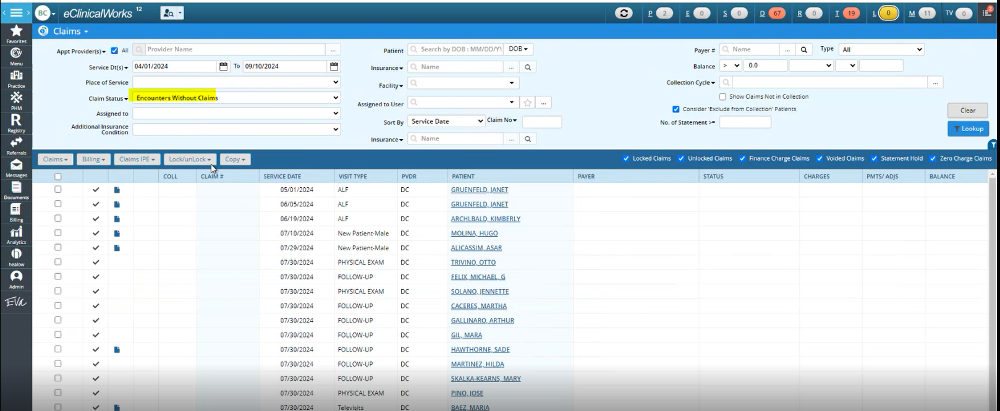 BC eClinicalWorks 12 P 2 E 0 S 0 D 67 R 0 T 19 L 0 M 11 TV 0 2
Favorites
Menu
Practice
PHM
R
Registry
Referrals
Messages
Documents
Billing
Analytics
healow
Admin
EVA
Claims
Appt Provider(s) All Provider Name ... Patient Search by DOB : MM/DD/Y DOB Payer # Name ... Type All
Service Dt(s) 04/01/2024 To 09/10/2024 Insurance Name ... Balance > 0.0
Place of Service Facility Collection Cycle ...
Claim Status Encounters Without Claims Assigned to User ... Show Claims Not in Collection
Assigned to Sort By Service Date Claim No Consider 'Exclude from Collection' Patients Clear
Additional Insurance Condition Insurance Name ... No. of Statement >= Lookup
Claims Billing Claims IPE Lock/unLock Copy Locked Claims Unlocked Claims Finance Charge Claims Voided Claims Statement Hold Zero Charge Claims
COLL CLAIM # SERVICE DATE VISIT TYPE PVDR PATIENT PAYER STATUS CHARGES PMTS/ ADJS BALANCE
05/01/2024 ALF DC GRUENFELD, JANET
06/05/2024 ALF DC GRUENFELD, JANET
06/19/2024 ALF DC ARCHLBALD, KIMBERLY
07/10/2024 New Patient-Male DC MOLINA, HUGO
07/29/2024 New Patient-Male DC ALICASSIM, ASAR
07/30/2024 PHYSICAL EXAM DC TRIVINO, OTTO
07/30/2024 FOLLOW-UP DC FELIX, MICHAEL, G
07/30/2024 PHYSICAL EXAM DC SOLANO, JENNETTE
07/30/2024 FOLLOW-UP DC CACERES, MARTHA
07/30/2024 FOLLOW-UP DC GALLINARO, ARTHUR
07/30/2024 FOLLOW-UP DC GIL, MARA
07/30/2024 FOLLOW-UP DC HAWTHORNE, SADE
07/30/2024 FOLLOW-UP DC MARTINEZ, HILDA
07/30/2024 FOLLOW-UP DC SKALKA-KEARNS, MARY
07/30/2024 PHYSICAL EXAM DC PINO, JOSE
07/30/2024 Televisits DC BAEZ, MARIA